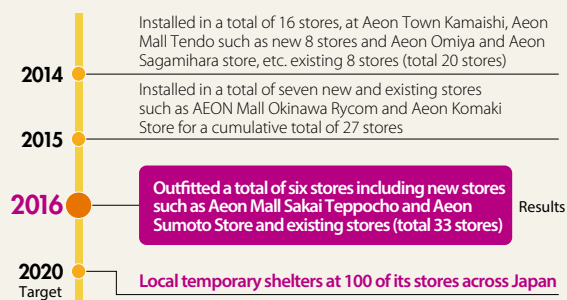 Installed in a total of 16 stores, at Aeon Town Kamaishi, Aeon
Mall Tendo such as new 8 stores and Aeon Omiya and Aeon
Sagamihara store, etc. existing 8 stores (total 20 stores)
2014
Installed in a total of seven new and existing stores
such as AEON Mall Okinawa Rycom and Aeon Komaki
Store for a cumulative total of 27 stores
2015
Outfitted a total of six stores including new stores
such as Aeon Mall Sakai Teppocho and Aeon
Sumoto Store and existing stores (total 33 stores)
2016
Results
2020
Target
Local temporary shelters at 100 of its stores across Japan